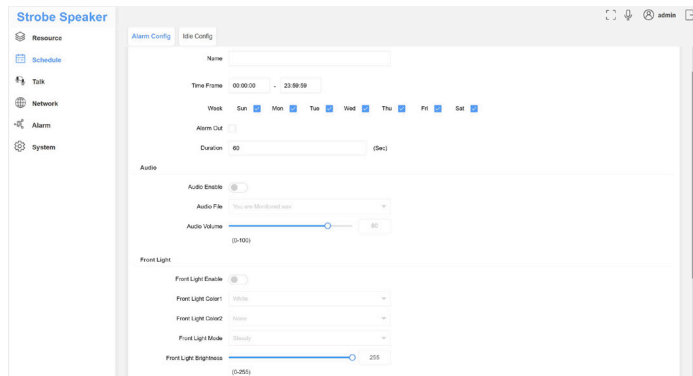 Strobe Speaker
admin
Resource
Schedule
Talk
Network
Alarm
System
Alarm Config Idle Config
Name
Time Frame 00:00:00 - 23:59:59
Week Sun Mon Tue Wed Thu Fri Sat
Alarm Out
Duration 60 (Sec)
Audio
Audio Enable
Audio File You are Monitored.wav
Audio Volume 80
(0-100)
Front Light
Front Light Enable
Front Light Color1 White
Front Light Color2 None
Front Light Mode Steady
Front Light Brightness 255
(0-255)